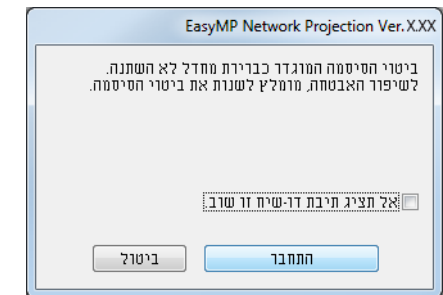 EasyMP Network Projection Ver. X.XX
ביטוי הסיסמה המוגדר כברירת מחדל לא השתנה.
לשיפור האבטחה, מומלץ לשנות את ביטוי הסיסמה.
אל תציג תיבת דו-שיח זו שוב.
התחבר
ביטול